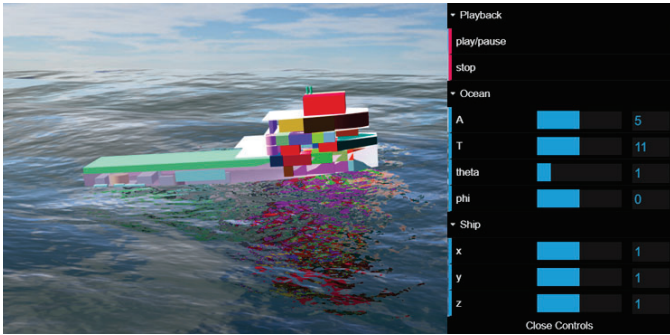 Playback
play/pause
stop
Ocean
A 5
T 11
theta 1
phi 0
Ship
x 1
y 1
z 1
Close Controls